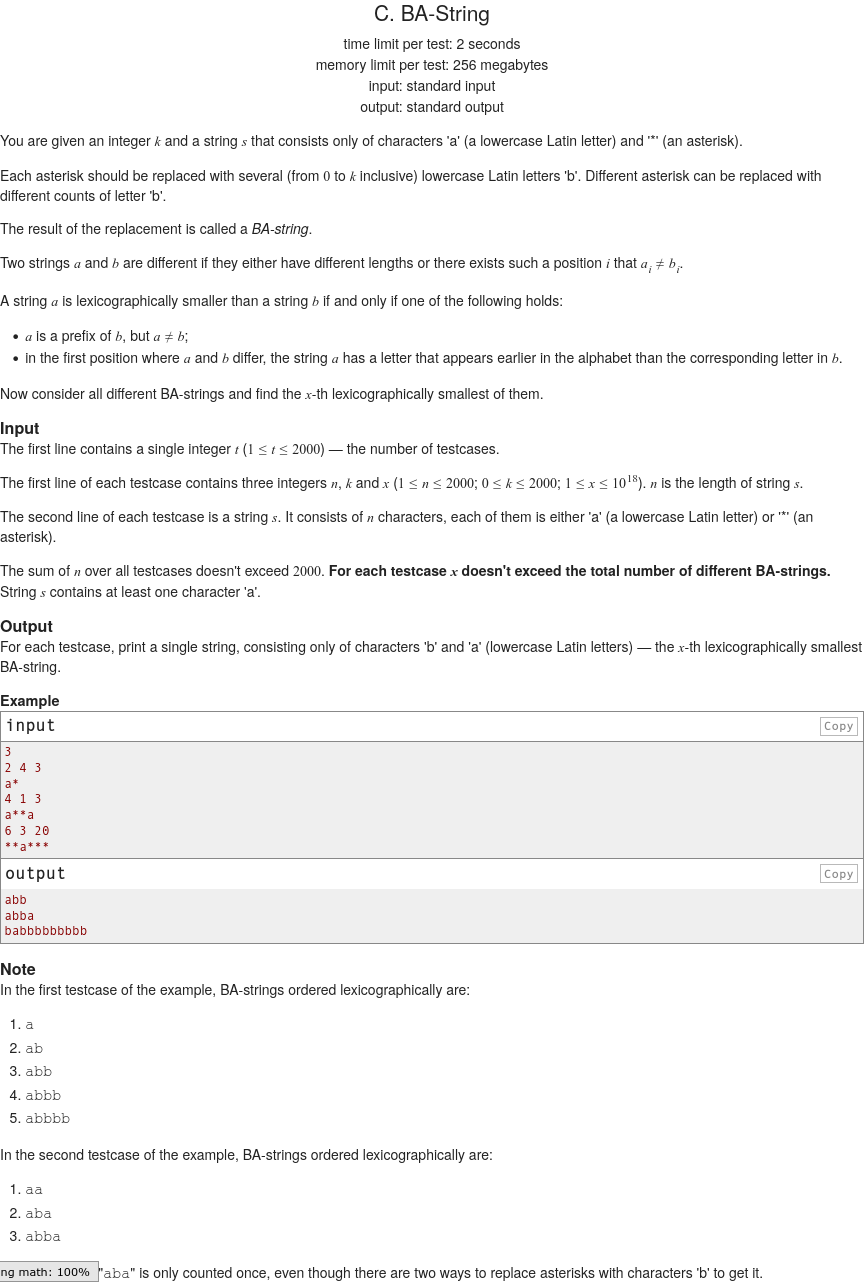 C. BA-String
time limit per test: 2 seconds
memory limit per test: 256 megabytes
input: standard input
output: standard output
You are given an integer k and a string s that consists only of characters 'a' (a lowercase Latin letter) and '*' (an asterisk).
Each asterisk should be replaced with several (from 0 to k inclusive) lowercase Latin letters 'b'. Different asterisk can be replaced with
different counts of letter 'b'.
The result of the replacement is called a BA-string.
Two strings a and b are different if they either have different lengths or there exists such a position i that a_i ≠ b_i.
A string a is lexicographically smaller than a string b if and only if one of the following holds:
• a is a prefix of b, but a ≠ b;
• in the first position where a and b differ, the string a has a letter that appears earlier in the alphabet than the corresponding letter in b.
Now consider all different BA-strings and find the x-th lexicographically smallest of them.
Input
The first line contains a single integer t (1 ≤ t ≤ 2000) — the number of testcases.
The first line of each testcase contains three integers n, k and x (1 ≤ n ≤ 2000; 0 ≤ k ≤ 2000; 1 ≤ x ≤ 10^18). n is the length of string s.
The second line of each testcase is a string s. It consists of n characters, each of them is either 'a' (a lowercase Latin letter) or '*' (an
asterisk).
The sum of n over all testcases doesn't exceed 2000. For each testcase x doesn't exceed the total number of different BA-strings.
String s contains at least one character 'a'.
Output
For each testcase, print a single string, consisting only of characters 'b' and 'a' (lowercase Latin letters) — the x-th lexicographically smallest
BA-string.
Example
input Copy
3
2 4 3
a*
4 1 3
a**a
6 3 20
**a***
output Copy
abb
abba
babbbbbbbbb
Note
In the first testcase of the example, BA-strings ordered lexicographically are:
1. a
2. ab
3. abb
4. abbb
5. abbbb
In the second testcase of the example, BA-strings ordered lexicographically are:
1. aa
2. aba
3. abba
ng math: 100% "aba" is only counted once, even though there are two ways to replace asterisks with characters 'b' to get it.